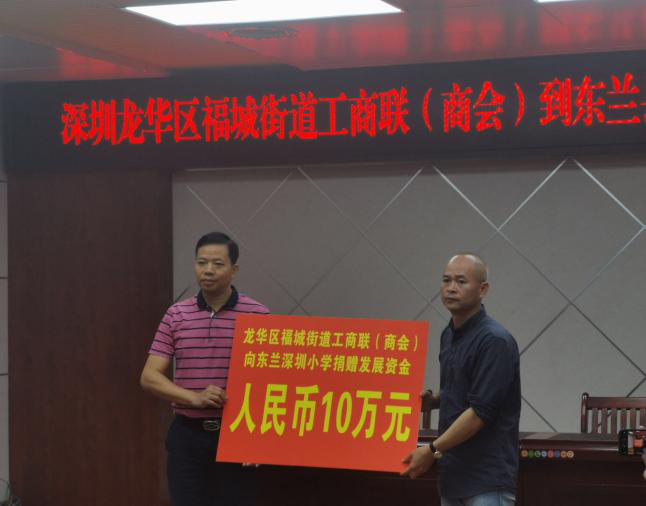 深圳龙华区福城街道工商联（商会）到东兰
龙华区福城街道工商联（商会）
向东兰深圳小学捐赠发展资金
人民币10万元